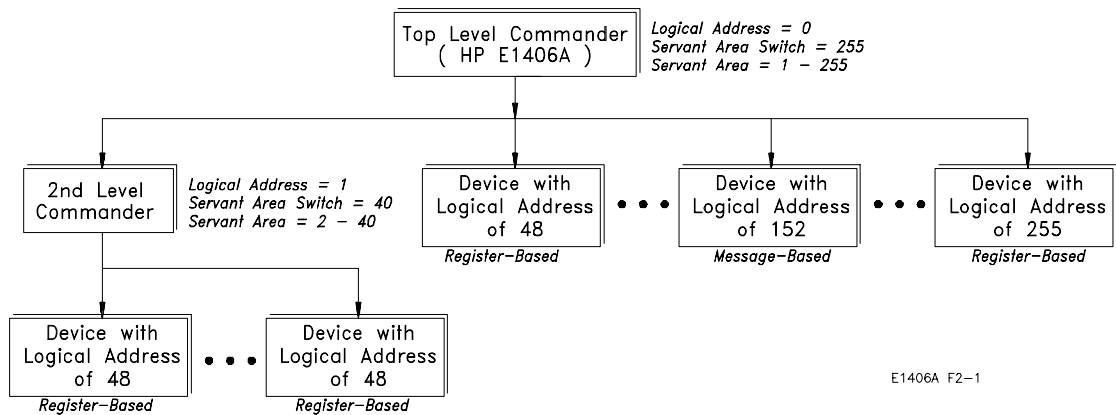 Top Level Commander
( HP E1406A )
Logical Address = 0
Servant Area Switch = 255
Servant Area = 1 - 255
2nd Level
Commander
Logical Address = 1
Servant Area Switch = 40
Servant Area = 2 - 40
Device with
Logical Address
of 48
Register-Based
Device with
Logical Address
of 152
Message-Based
Device with
Logical Address
of 255
Register-Based
Device with
Logical Address
of 48
Register-Based
Device with
Logical Address
of 48
Register-Based
E1406A F2-1